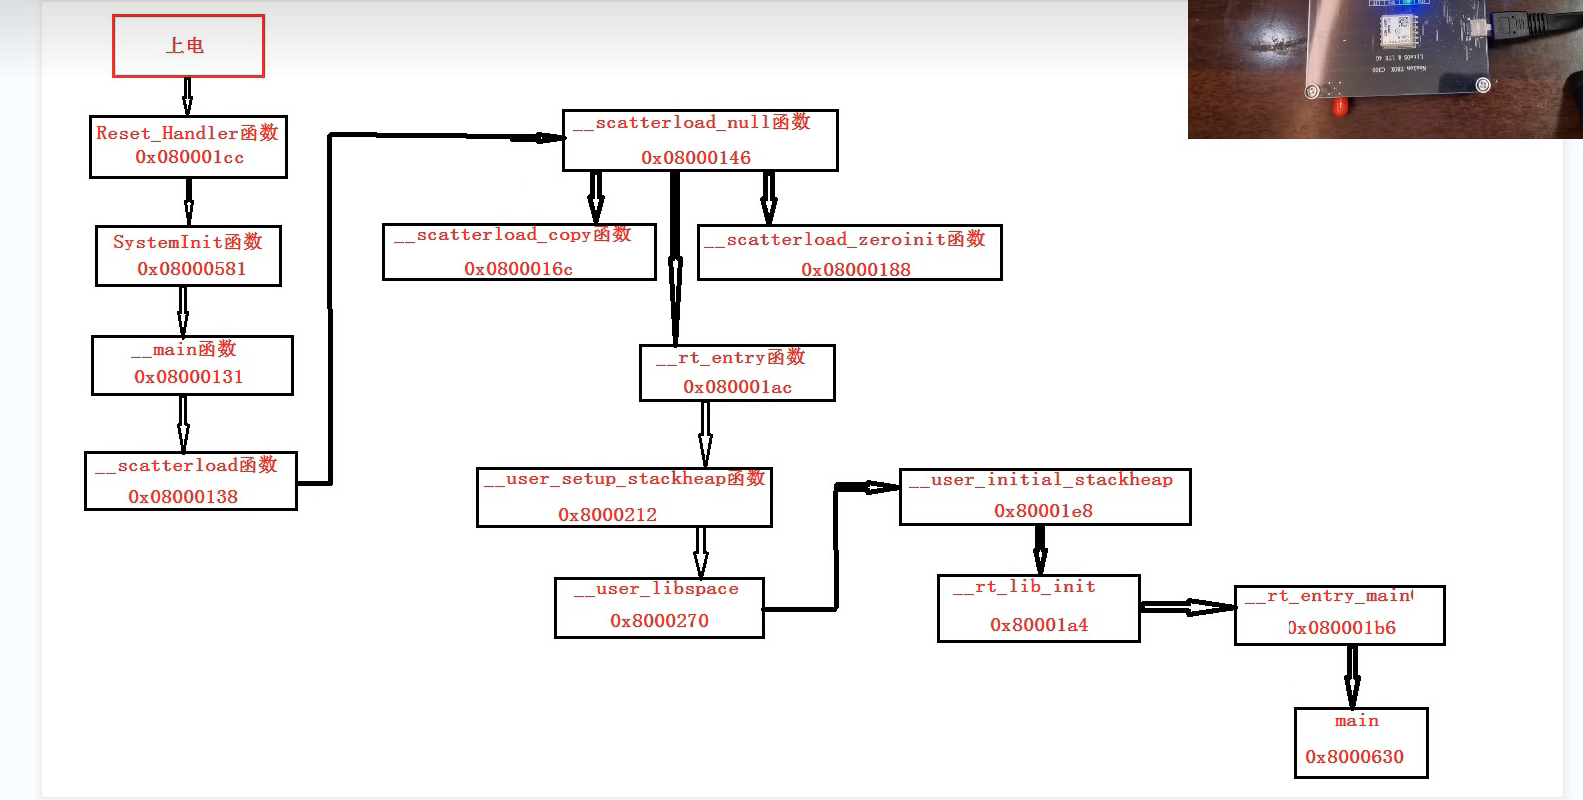 上电
Reset_Handler函数
0x080001cc
SystemInit函数
0x08000581
__main函数
0x08000131
__scatterload函数
0x08000138
__scatterload_null函数
0x08000146
__scatterload_copy函数
0x0800016c
__scatterload_zeroinit函数
0x08000188
__rt_entry函数
0x080001ac
__user_setup_stackheap函数
0x8000212
__user_libspace
0x8000270
__user_initial_stackheap
0x80001e8
__rt_lib_init
0x80001a4
__rt_entry_main
0x080001b6
main
0x8000630
LiteOS & LTE 4G